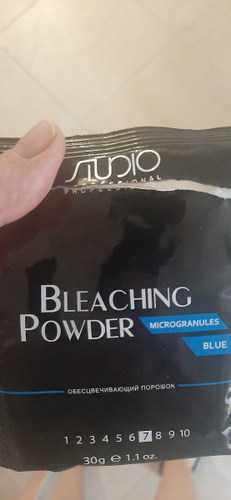 STUDIO
PROFESSIONAL
BLEACHING
POWDER
MICROGRANULES
BLUE
ОБЕСЦВЕЧИВАЮЩИЙ ПОРОШОК
1 2 3 4 5 6 7 8 9 10
30g e 1.1 oz.